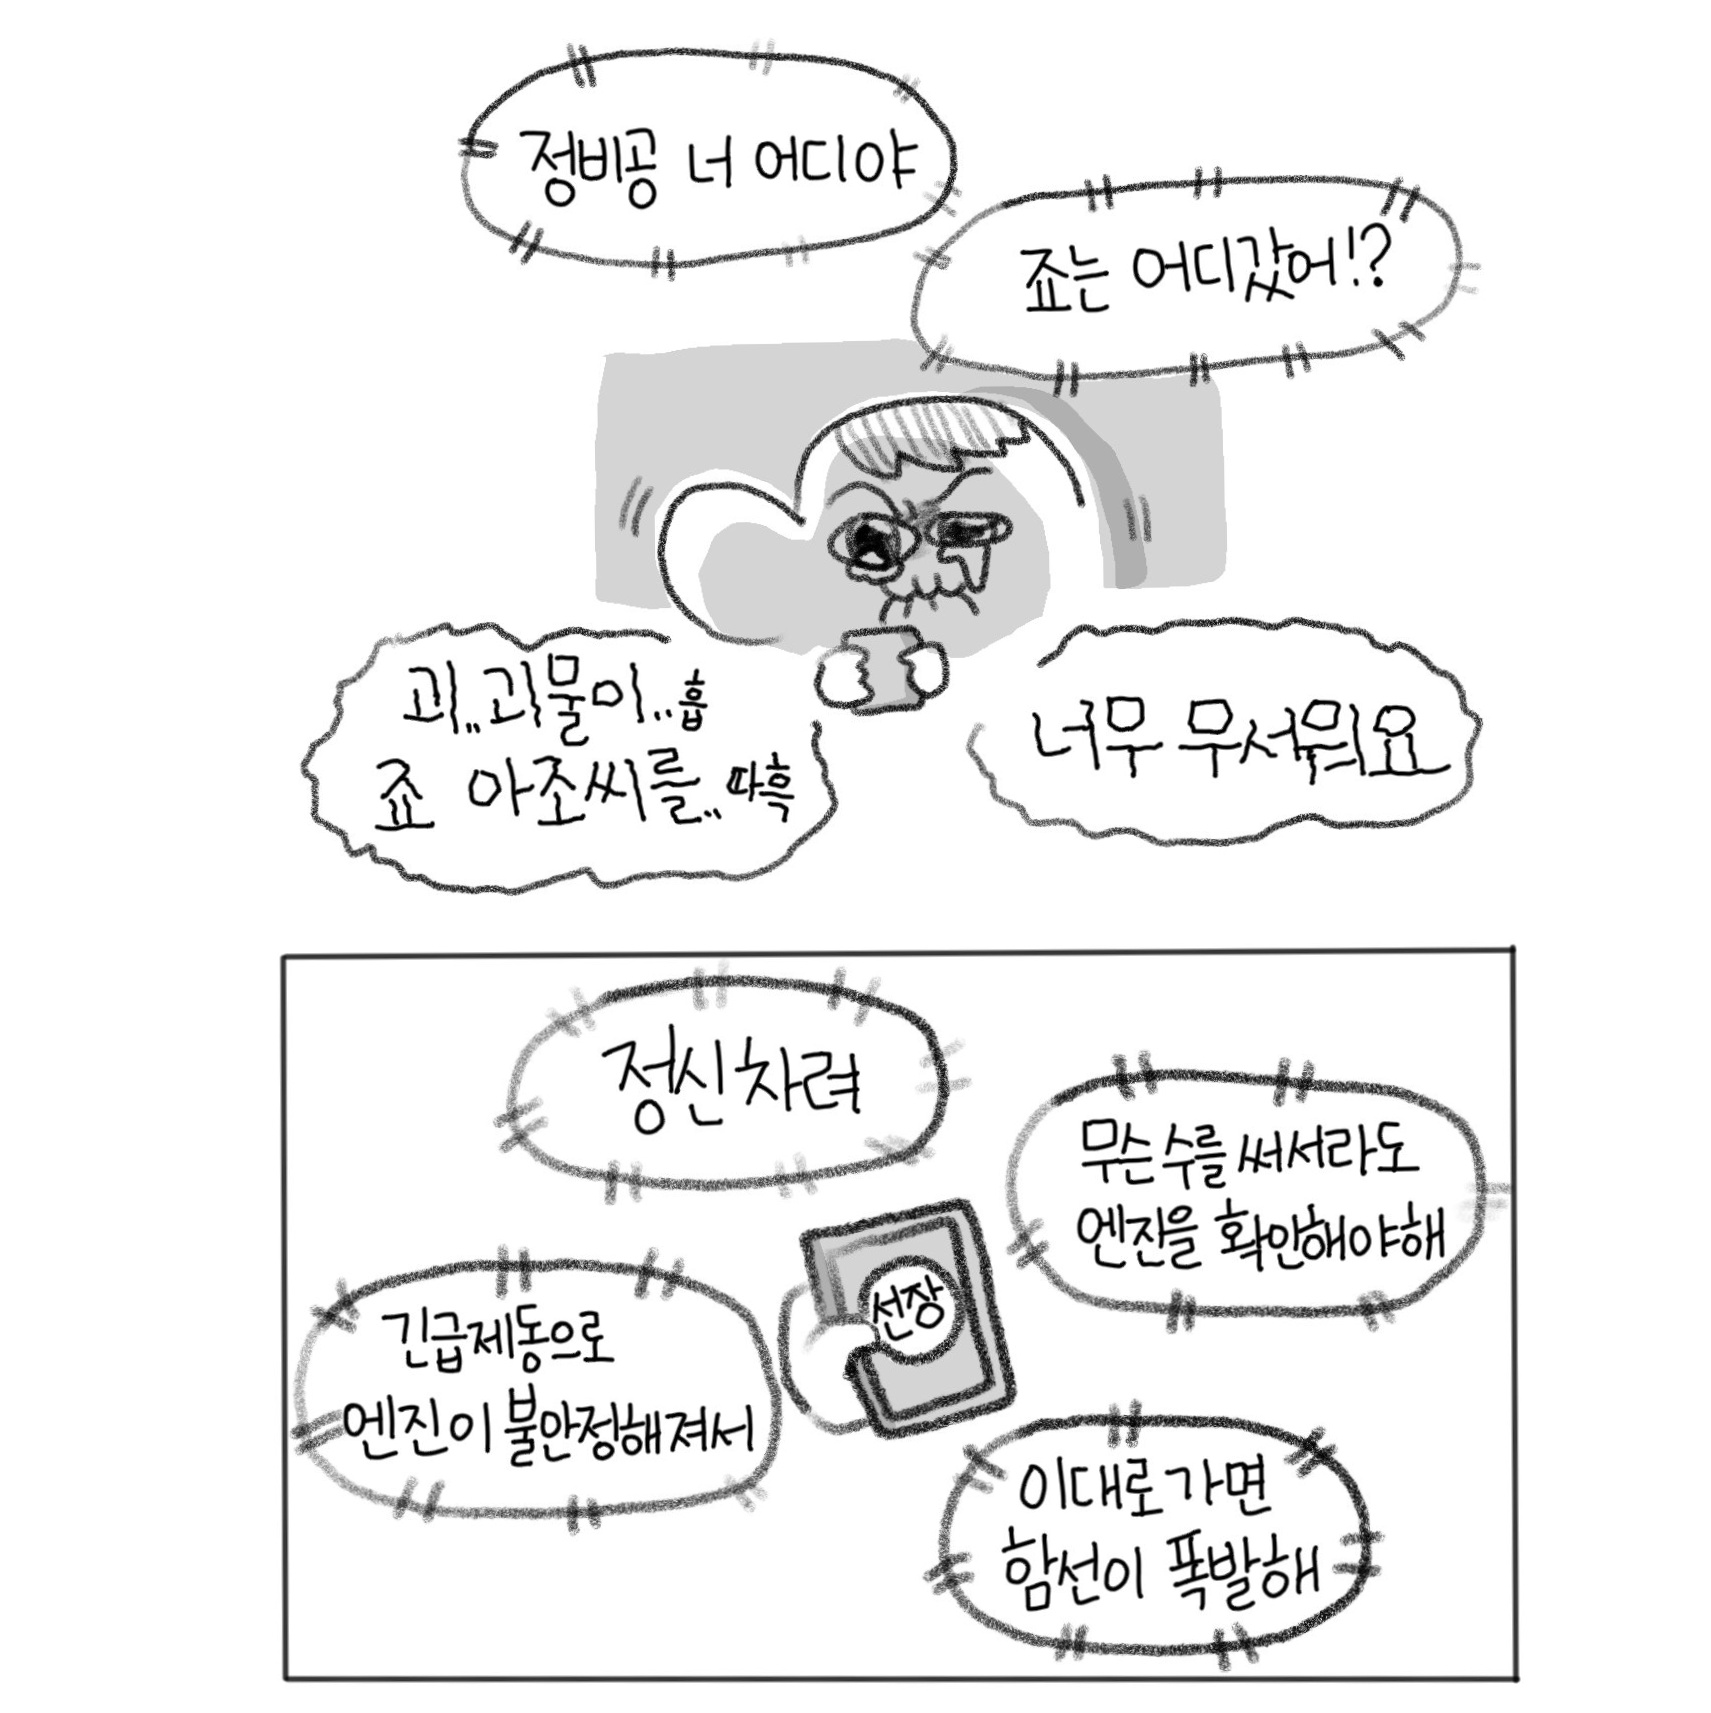 정비공 너 어디야
죠는 어디갔어!?
괴..괴물이..흡
죠 아조씨를..따흑
너무 무서워요
정신차려
무슨수를 써서라도
엔진을 확인해야해
선장
긴급제동으로
엔진이 불안정해져서
이대로가면
함선이 폭발해